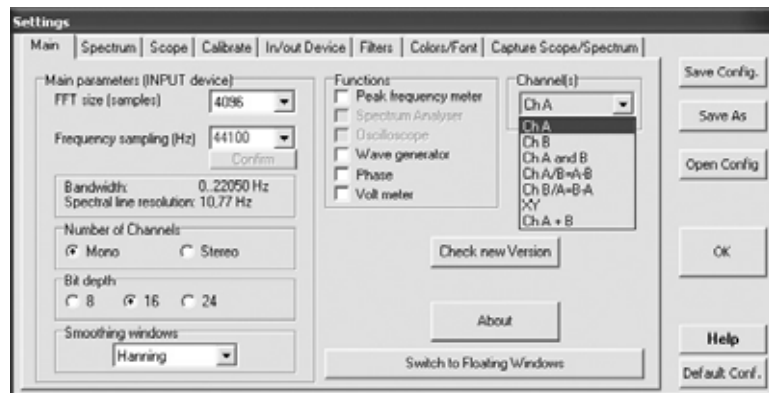 Settings
Main Spectrum Scope Calibrate In/out Device Filters Colors/Font Capture Scope/Spectrum
Main parameters (INPUT device)
FFT size (samples) 4096
Frequency sampling (Hz) 44100
Confirm
Bandwidth: 0..22050 Hz
Spectral line resolution: 10,77 Hz
Number of Channels
Mono Stereo
Bit depth
8 16 24
Smoothing windows
Hanning
Functions
Peak frequency meter
Spectrum Analyser
Oscilloscope
Wave generator
Phase
Volt meter
Channel(s)
Ch A
Ch A
Ch B
Ch A and B
Ch A/B=A-B
Ch B/A=B-A
XY
Ch A + B
Check new Version
About
Switch to Floating Windows
Save Config.
Save As
Open Config
OK
Help
Default Conf.